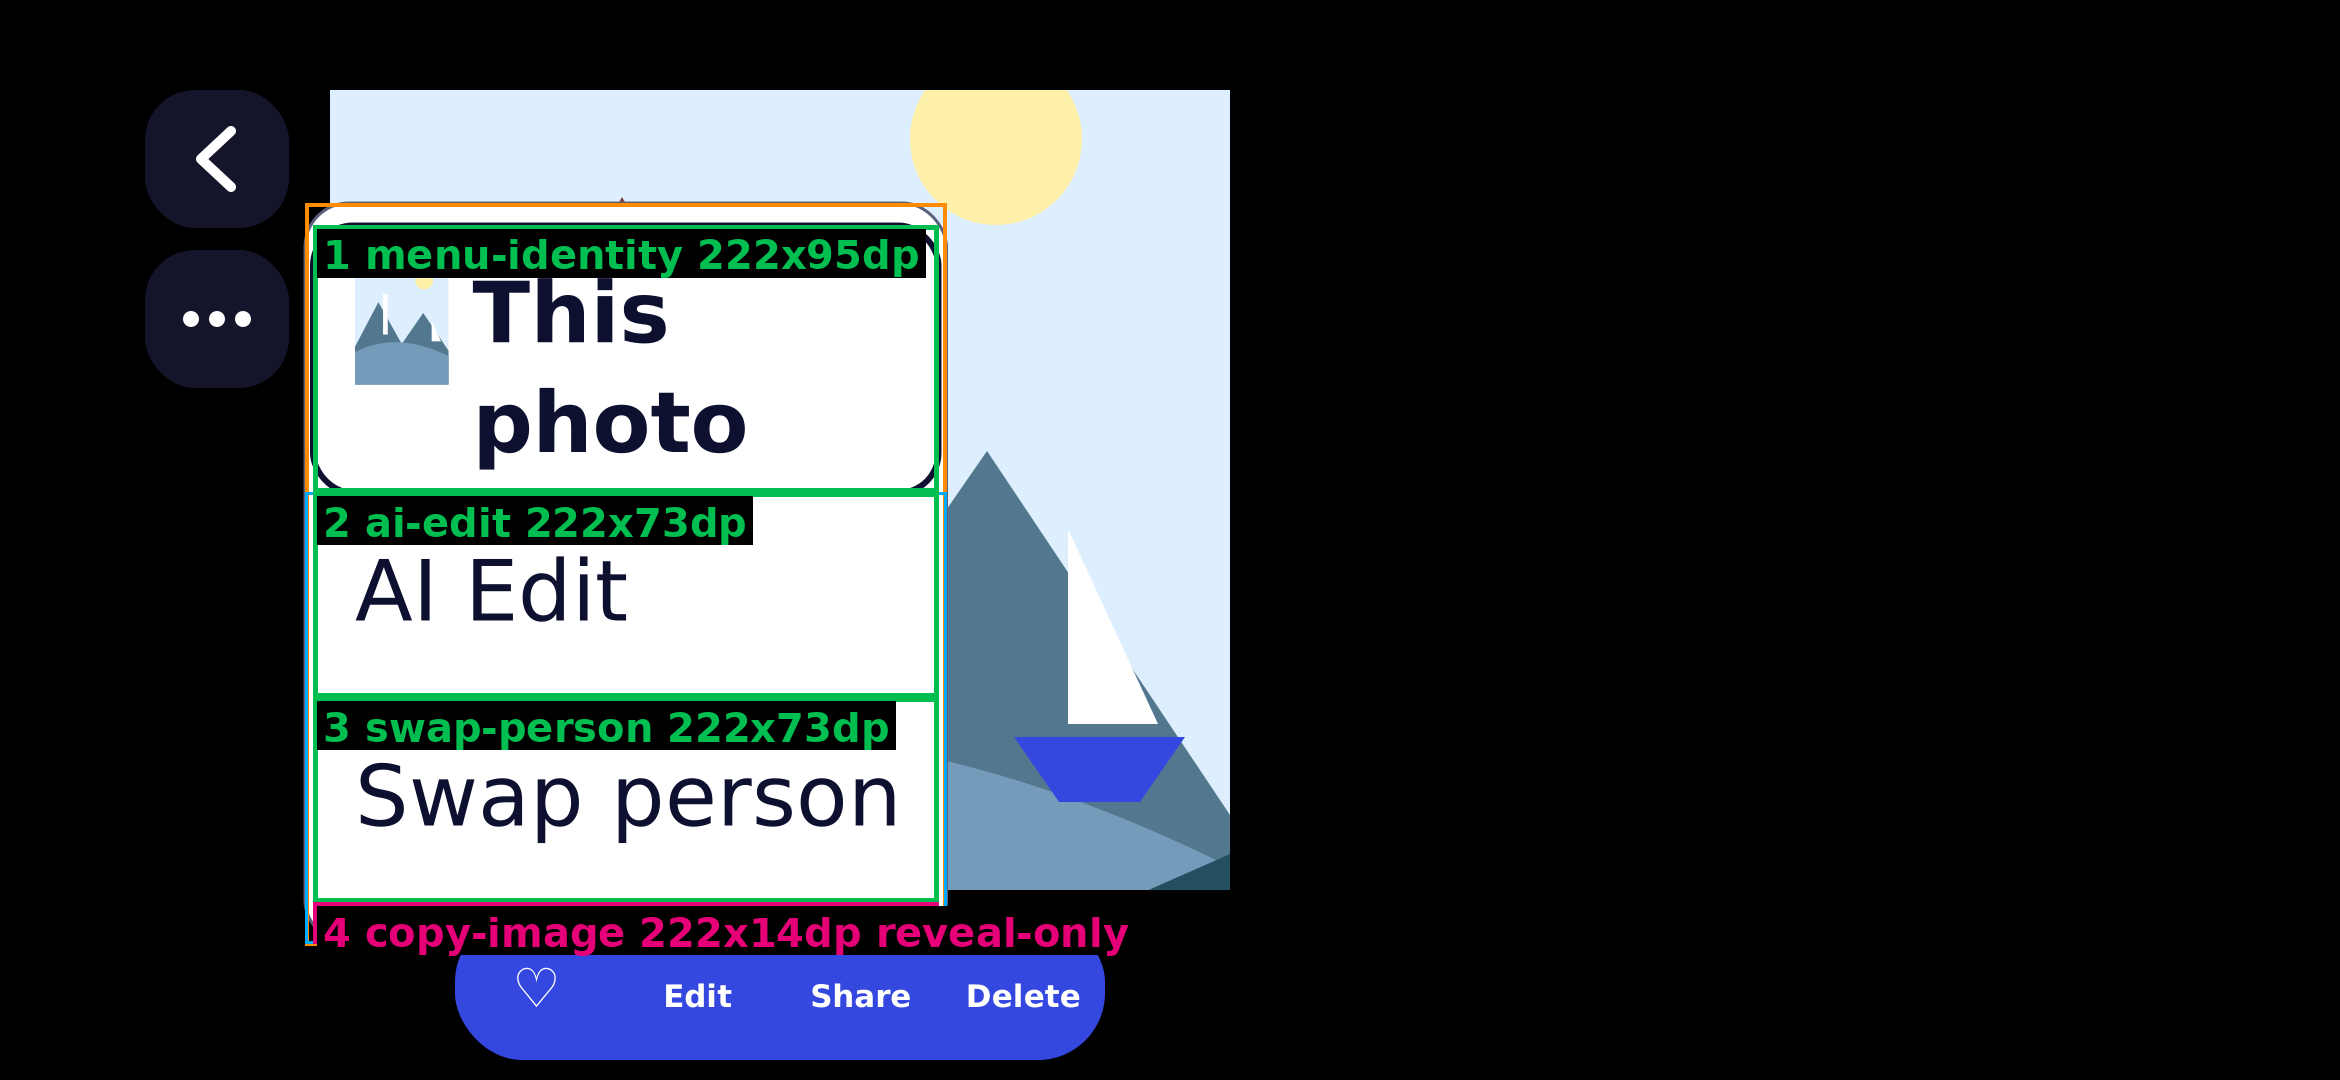 1 menu-identity 222x95dp
This
photo
2 ai-edit 222x73dp
AI Edit
3 swap-person 222x73dp
Swap person
4 copy-image 222x14dp reveal-only
♡ Edit Share Delete